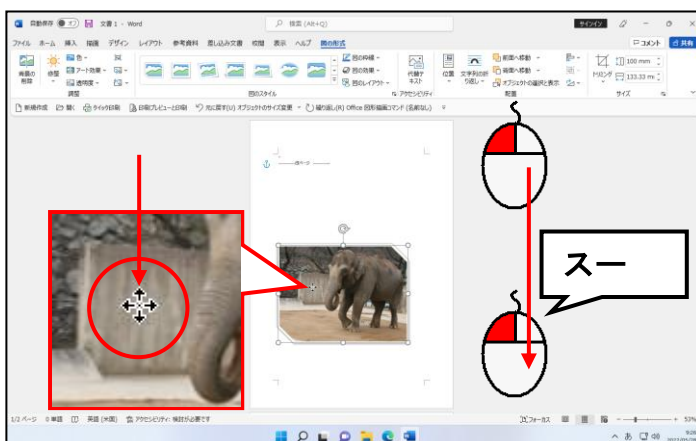 自動保存 文書 1 - Word 検索 (Alt+Q) サインイン
ファイル ホーム 挿入 描画 デザイン レイアウト 参考資料 差し込み文書 校閲 表示 ヘルプ 図の形式 コメント 共有
背景の削除 修整 色 アート効果 透明度 図の枠線 図の効果 図のレイアウト 代替テキスト 位置 文字列の折り返し 前面へ移動 背面へ移動 オブジェクトの選択と表示 トリミング 100 mm 133.33 m
調整 図のスタイル アクセシビリティ 配置 サイズ
新規作成 開く クイック印刷 印刷プレビューと印刷 元に戻す(U) オブジェクトのサイズ変更 繰り返し(R) Office 図形描画コマンド (名前なし)
スー
1/2 ページ 0 単語 英語 (米国) アクセシビリティ: 検討が必要です フォーカス 53%
あ